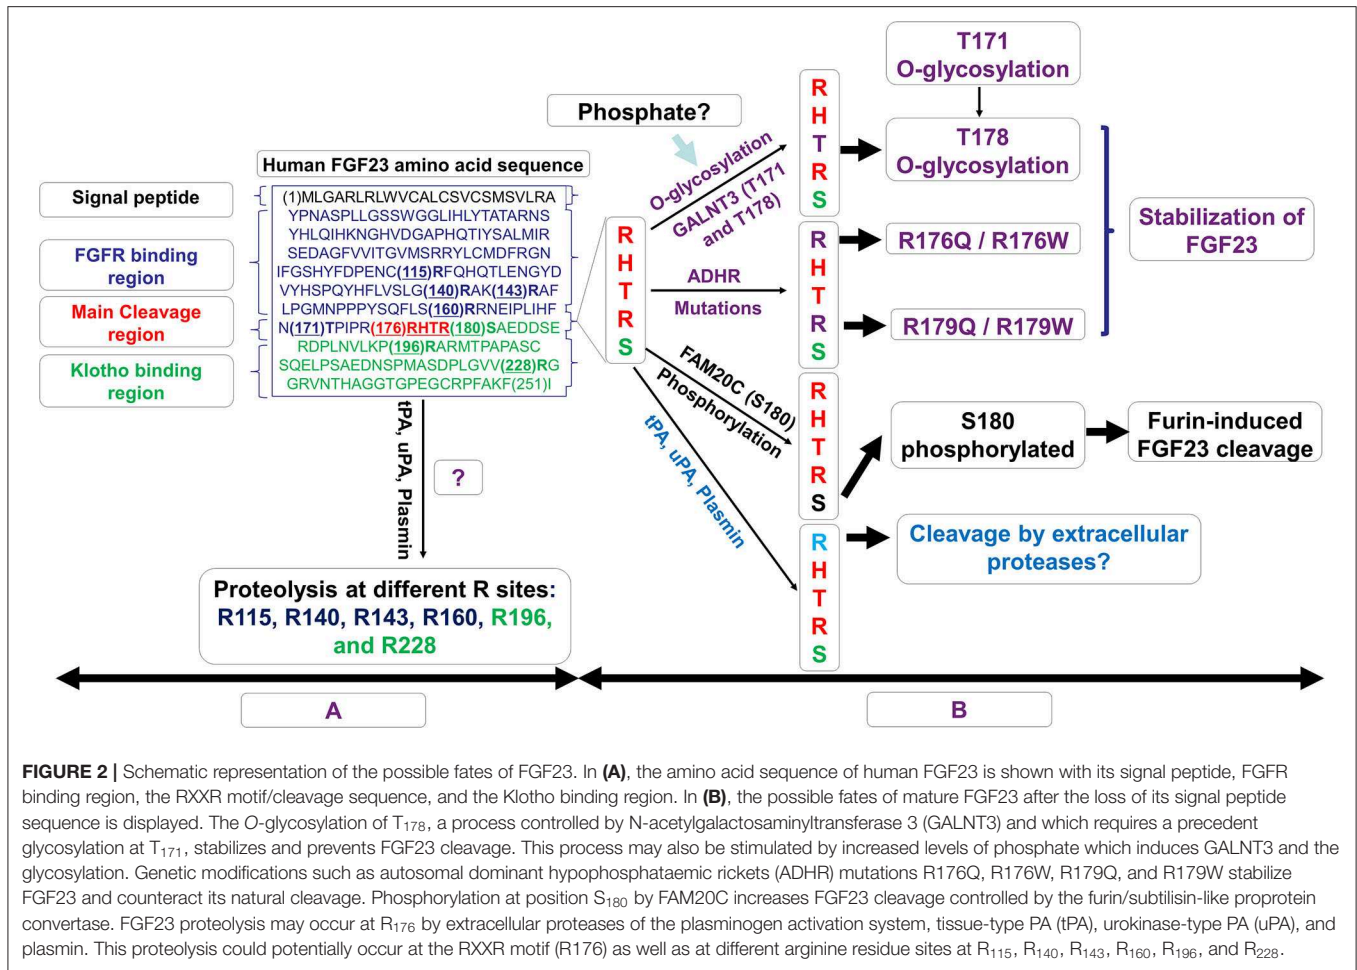 T171
O-glycosylation
Phosphate?
T178
O-glycosylation
O-glycosylation
GALNT3 (T171
and T178)
R
H
T
R
S
Human FGF23 amino acid sequence
Signal peptide
(1)MLGARLRLWVCALCSVCSMSVLRA
YPNASPLLGSSWGGLIHLYTATARNS
YHLQIHKNGHVDGAPHQTIYSALMIR
FGFR binding
region
SEDAGFVVITGVMSRRYLCMDFRGN
IFGSHYFDPENC(115)RFQHQTLENGYD
VYHSPQYHFLVSLG(140)RAK(143)RAF
LPGMNPPPYSQFLS(160)RRNEIPLIHF
Main Cleavage
region
N(171)TPIPR(176)RHTR(180)SAEDDSE
RDPLNVLKP(196)RARMTPAPASC
Klotho binding
region
SQELPSAEDNSPMASDPLGVV(228)RG
GRVNTHAGGTGPEGCRPFAKF(251)I
R
H
T
R
S
ADHR
Mutations
R
H
T
R
S
R176Q / R176W
R179Q / R179W
Stabilization of
FGF23
FAM20C (S180)
Phosphorylation
R
H
T
R
S
S180
phosphorylated
Furin-induced
FGF23 cleavage
tPA, uPA, Plasmin
R
H
T
R
S
Cleavage by extracellular
proteases?
tPA, uPA, Plasmin
?
Proteolysis at different R sites:
R115, R140, R143, R160, R196,
and R228
A
B
FIGURE 2 | Schematic representation of the possible fates of FGF23. In (A), the amino acid sequence of human FGF23 is shown with its signal peptide, FGFR
binding region, the RXXR motif/cleavage sequence, and the Klotho binding region. In (B), the possible fates of mature FGF23 after the loss of its signal peptide
sequence is displayed. The O-glycosylation of T178, a process controlled by N-acetylgalactosaminyltransferase 3 (GALNT3) and which requires a precedent
glycosylation at T171, stabilizes and prevents FGF23 cleavage. This process may also be stimulated by increased levels of phosphate which induces GALNT3 and the
glycosylation. Genetic modifications such as autosomal dominant hypophosphataemic rickets (ADHR) mutations R176Q, R176W, R179Q, and R179W stabilize
FGF23 and counteract its natural cleavage. Phosphorylation at position S180 by FAM20C increases FGF23 cleavage controlled by the furin/subtilisin-like proprotein
convertase. FGF23 proteolysis may occur at R176 by extracellular proteases of the plasminogen activation system, tissue-type PA (tPA), urokinase-type PA (uPA), and
plasmin. This proteolysis could potentially occur at the RXXR motif (R176) as well as at different arginine residue sites at R115, R140, R143, R160, R196, and R228.